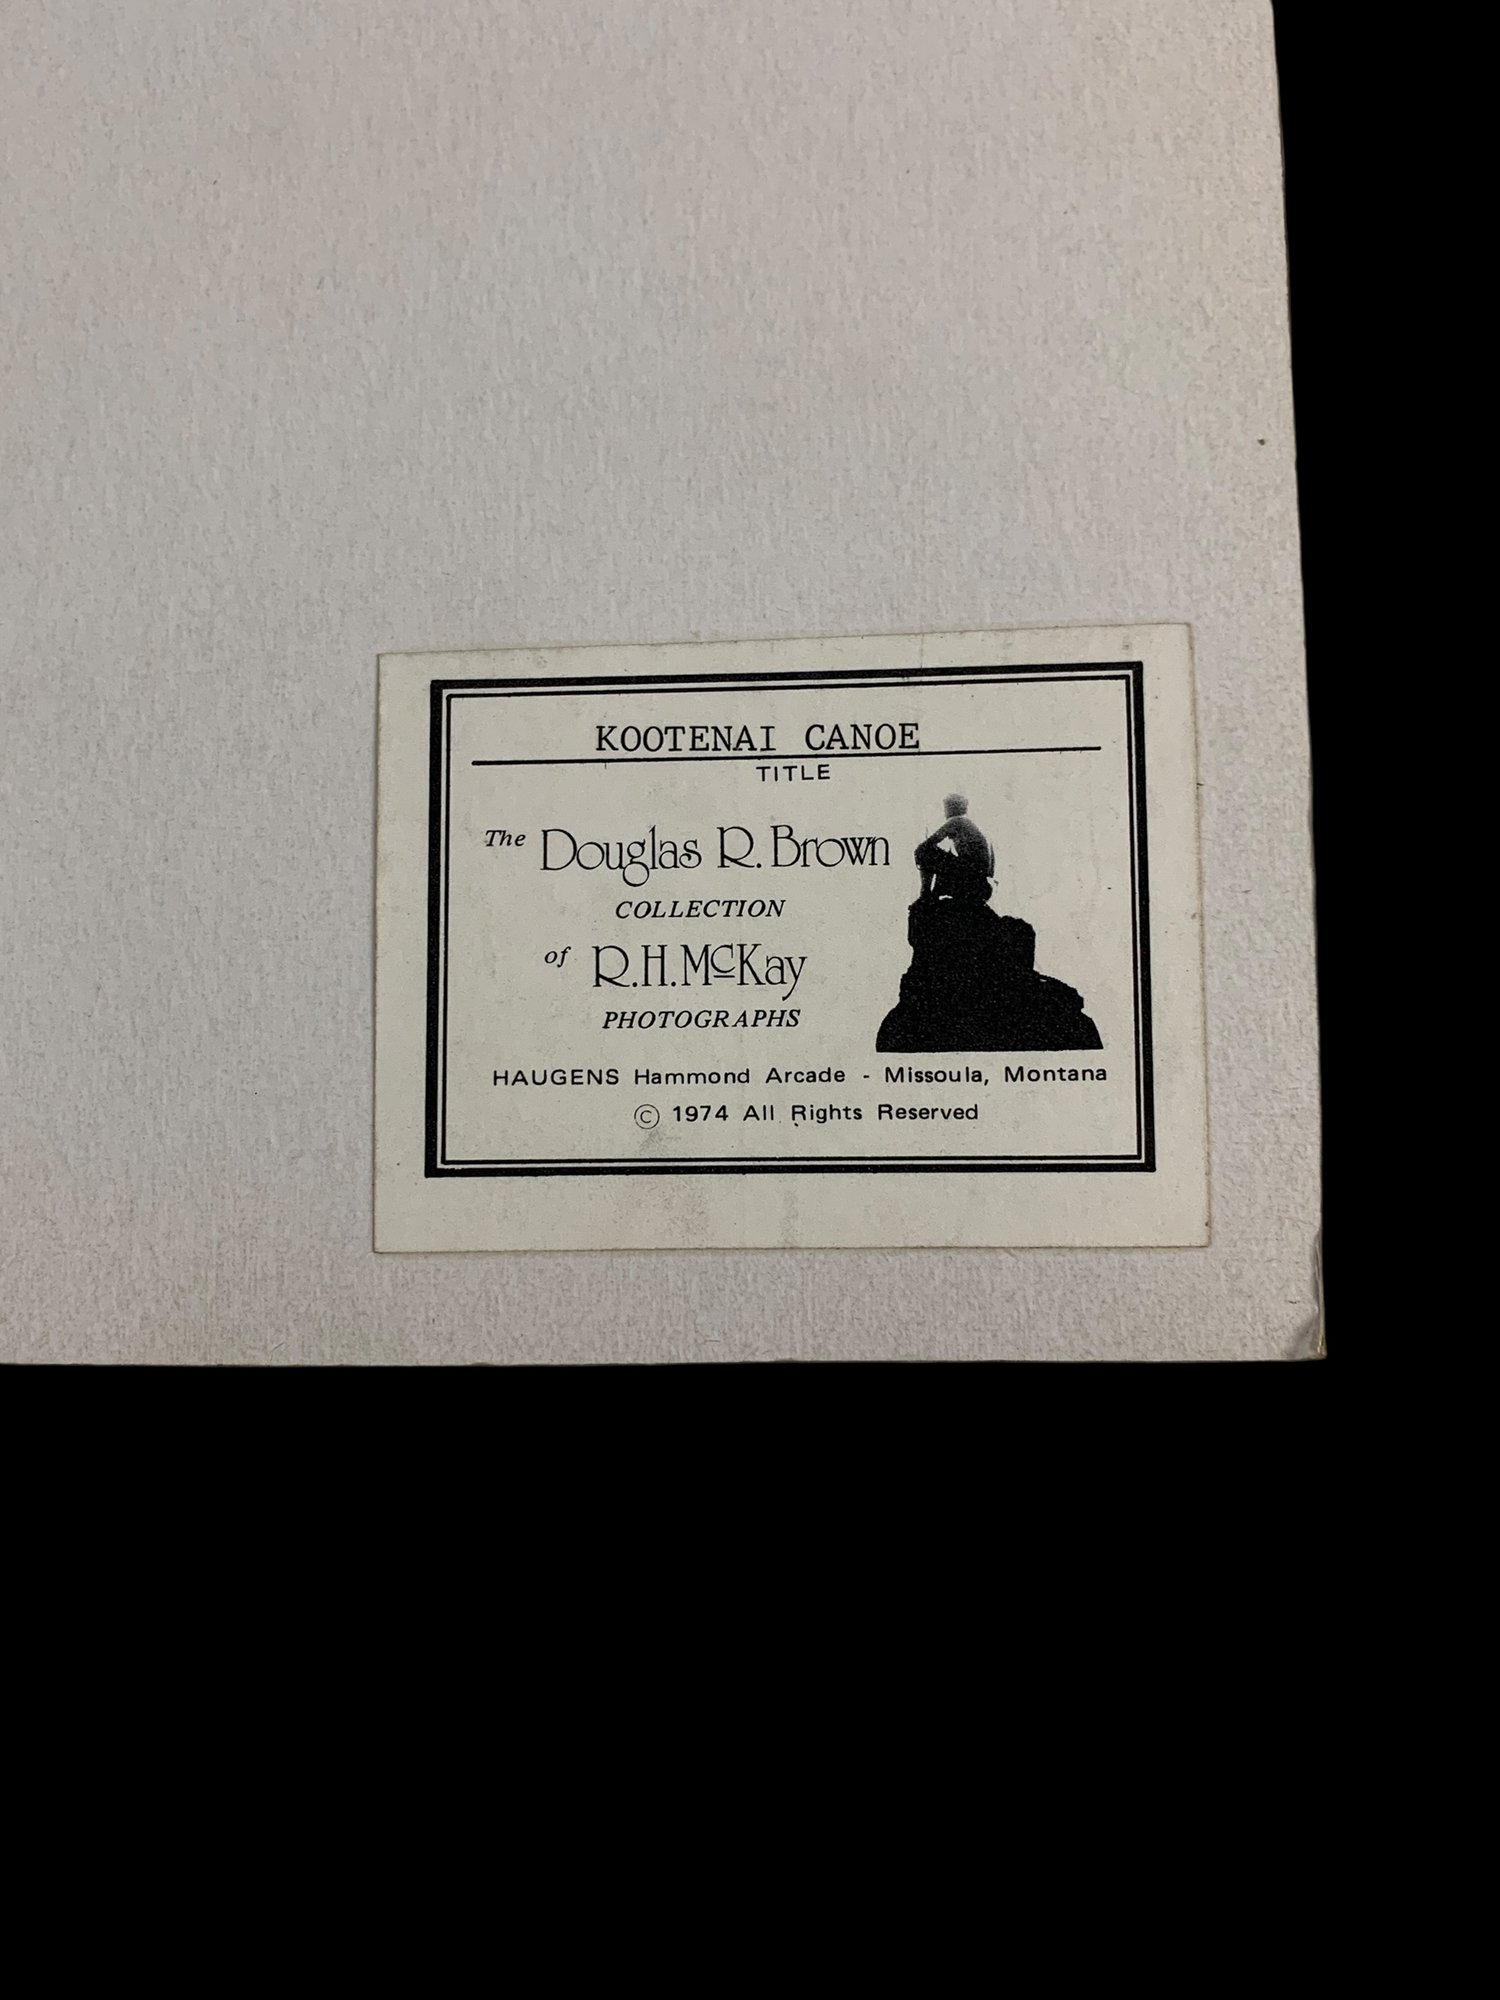 KOOTENAI CANOE
TITLE
The Douglas R. Brown
COLLECTION
of R.H. McKay
PHOTOGRAPHS
HAUGENS Hammond Arcade - Missoula, Montana
© 1974 All Rights Reserved